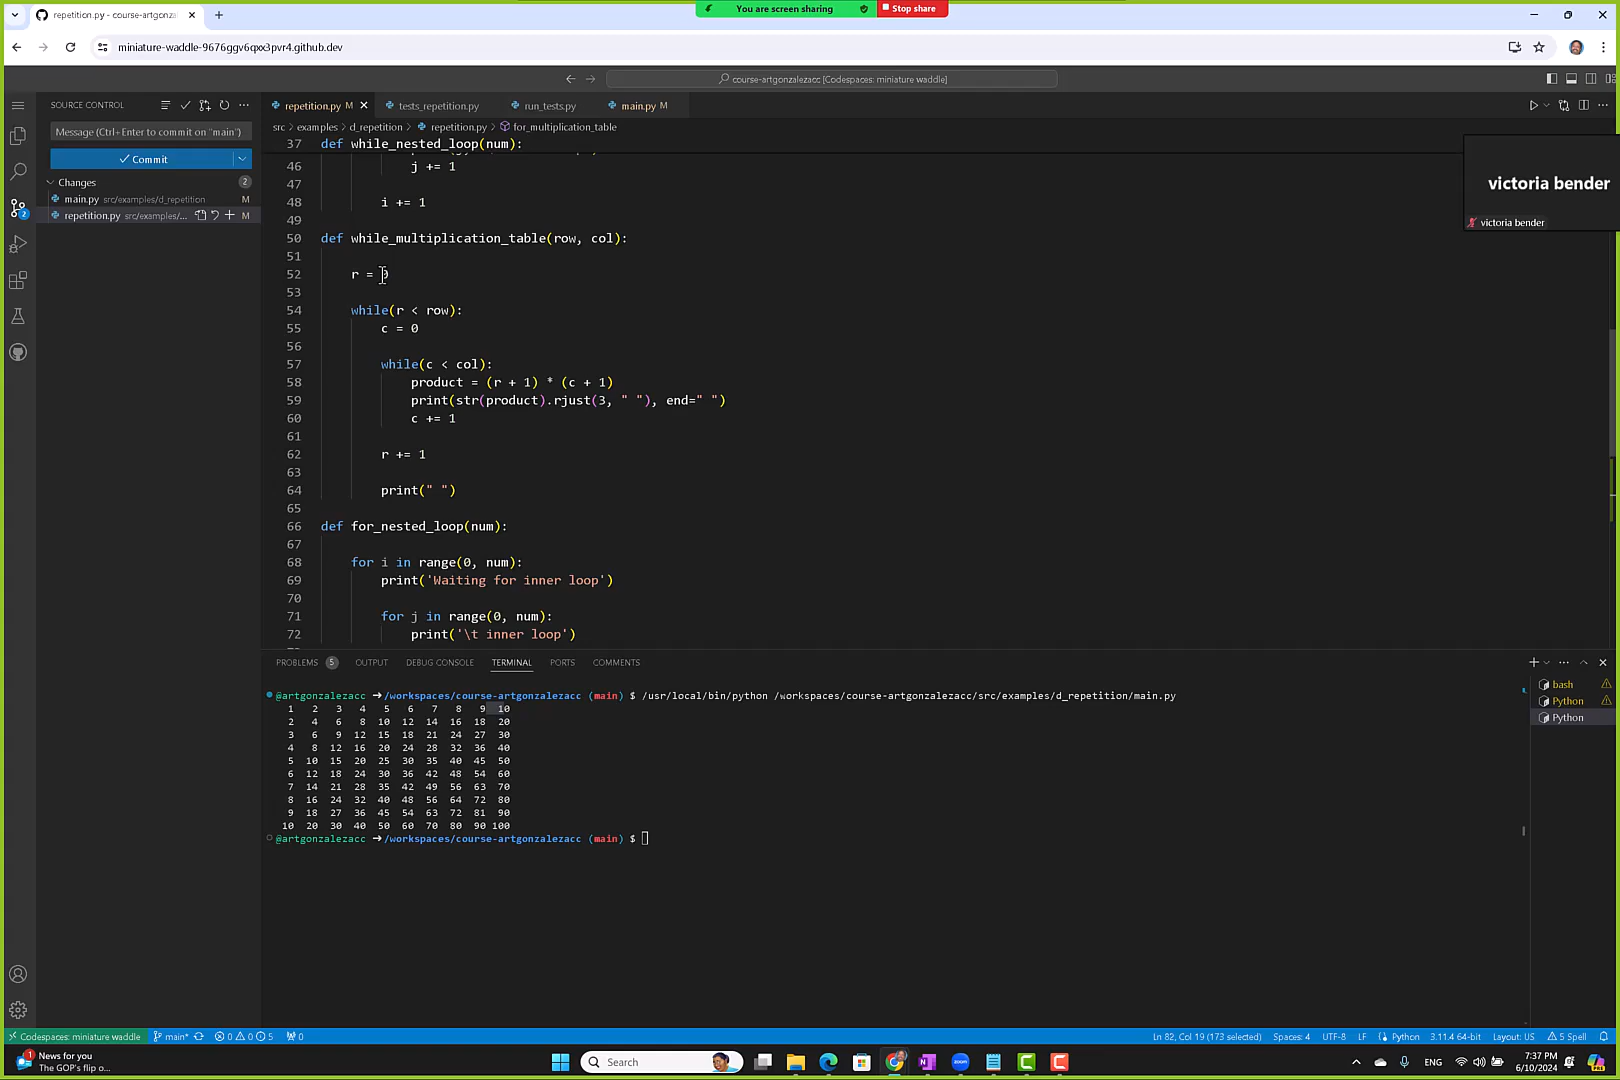 You are screen sharing
Stop share
repetition.py - course-artgonza
miniature-waddle-9676ggv6qxx3pvr4.github.dev
course-artgonzalezacc [Codespaces: miniature waddle]
SOURCE CONTROL
Message (Ctrl+Enter to commit on "main")
Commit
Changes
2
main.py src/examples/d_repetition M
repetition.py src/examples/... M
2
repetition.py M
tests_repetition.py
run_tests.py
main.py M
src > examples > d_repetition > repetition.py > for_multiplication_table
37 def while_nested_loop(num):
46 j += 1
47
48 i += 1
49
50 def while_multiplication_table(row, col):
51
52 r = 0
53
54 while(r < row):
55 c = 0
56
57 while(c < col):
58 product = (r + 1) * (c + 1)
59 print(str(product).rjust(3, " "), end=" ")
60 c += 1
61
62 r += 1
63
64 print(" ")
65
66 def for_nested_loop(num):
67
68 for i in range(0, num):
69 print('Waiting for inner loop')
70
71 for j in range(0, num):
72 print('\t inner loop')
victoria bender
victoria bender
PROBLEMS 5 OUTPUT DEBUG CONSOLE TERMINAL PORTS COMMENTS
@artgonzalezacc ➜/workspaces/course-artgonzalezacc (main) $ /usr/local/bin/python /workspaces/course-artgonzalezacc/src/examples/d_repetition/main.py
1 2 3 4 5 6 7 8 9 10
2 4 6 8 10 12 14 16 18 20
3 6 9 12 15 18 21 24 27 30
4 8 12 16 20 24 28 32 36 40
5 10 15 20 25 30 35 40 45 50
6 12 18 24 30 36 42 48 54 60
7 14 21 28 35 42 49 56 63 70
8 16 24 32 40 48 56 64 72 80
9 18 27 36 45 54 63 72 81 90
10 20 30 40 50 60 70 80 90 100
@artgonzalezacc ➜/workspaces/course-artgonzalezacc (main) $
bash
Python
Python
Codespaces: miniature waddle main* 0 0 5 0
Ln 82, Col 19 (173 selected) Spaces: 4 UTF-8 LF Python 3.11.4 64-bit Layout: US 5 Spell
1
News for you
The GOP's flip o...
Search
ENG
7:37 PM
6/10/2024